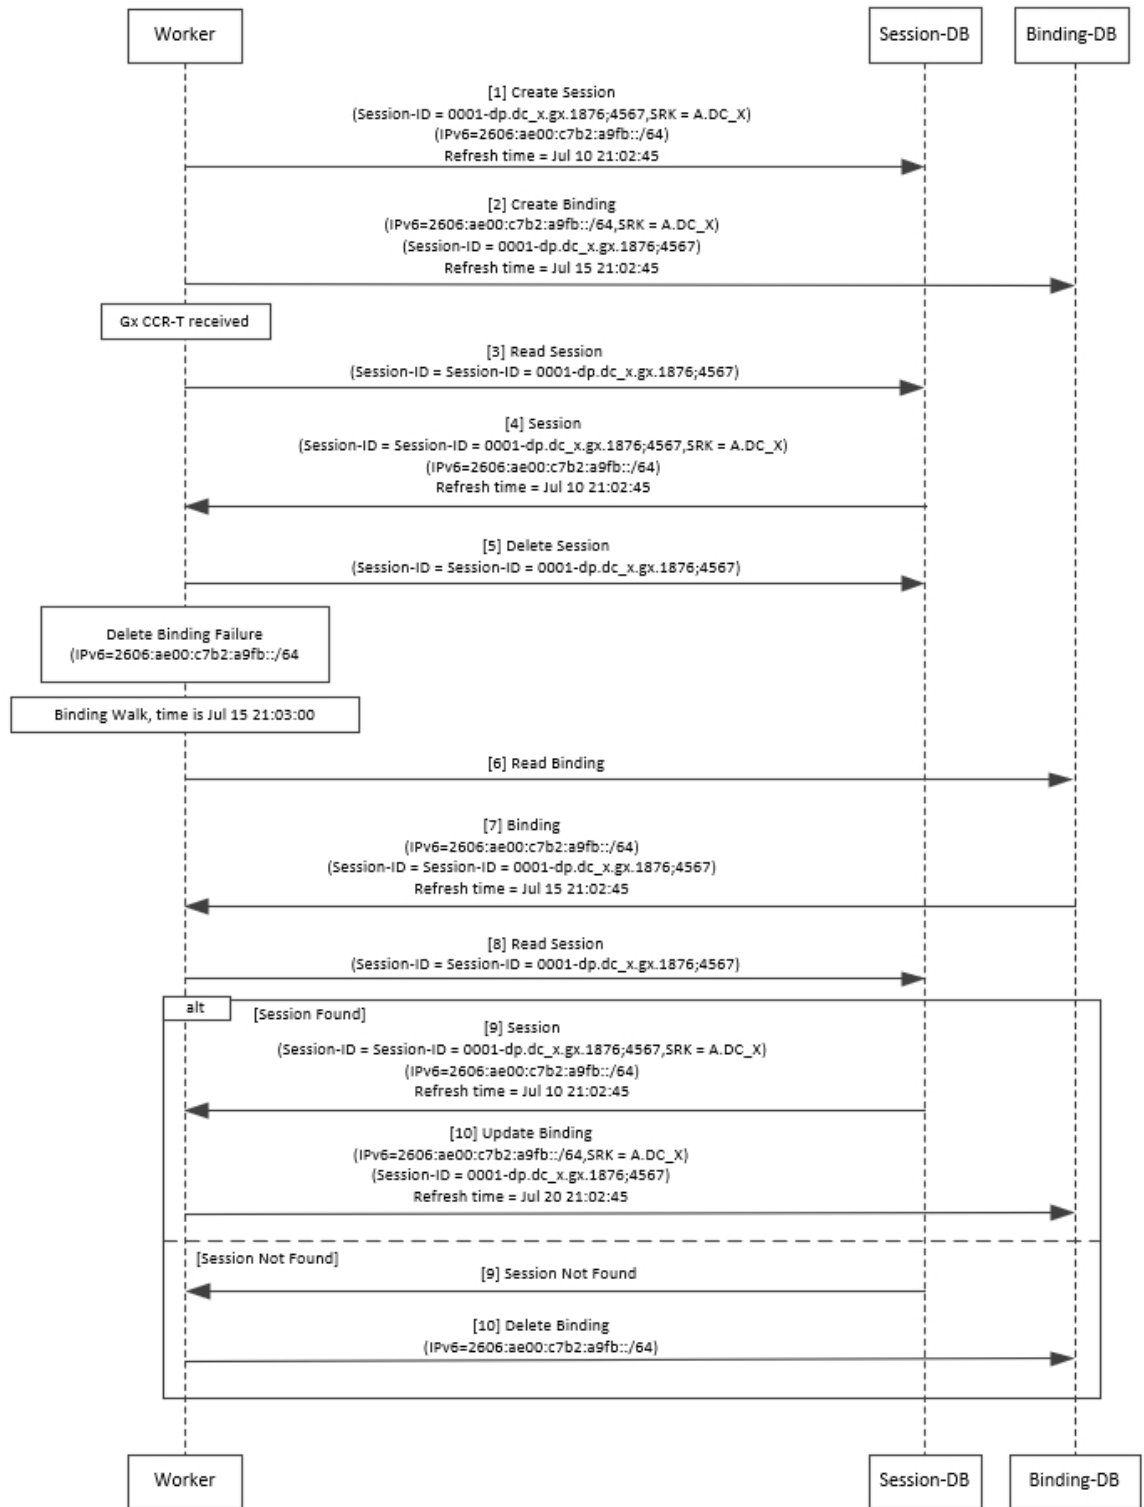 Worker
Session-DB
Binding-DB
[1] Create Session
(Session-ID = 0001-dp.dc_x.gx.1876;4567,SRK = A.DC_X)
(IPv6=2606:ae00:c7b2:a9fb::/64)
Refresh time = Jul 10 21:02:45
[2] Create Binding
(IPv6=2606:ae00:c7b2:a9fb::/64,SRK = A.DC_X)
(Session-ID = 0001-dp.dc_x.gx.1876;4567)
Refresh time = Jul 15 21:02:45
Gx CCR-T received
[3] Read Session
(Session-ID = Session-ID = 0001-dp.dc_x.gx.1876;4567)
[4] Session
(Session-ID = Session-ID = 0001-dp.dc_x.gx.1876;4567,SRK = A.DC_X)
(IPv6=2606:ae00:c7b2:a9fb::/64)
Refresh time = Jul 10 21:02:45
[5] Delete Session
(Session-ID = Session-ID = 0001-dp.dc_x.gx.1876;4567)
Delete Binding Failure
(IPv6=2606:ae00:c7b2:a9fb::/64
Binding Walk, time is Jul 15 21:03:00
[6] Read Binding
[7] Binding
(IPv6=2606:ae00:c7b2:a9fb::/64)
(Session-ID = Session-ID = 0001-dp.dc_x.gx.1876;4567)
Refresh time = Jul 15 21:02:45
[8] Read Session
(Session-ID = Session-ID = 0001-dp.dc_x.gx.1876;4567)
alt
[Session Found]
[9] Session
(Session-ID = Session-ID = 0001-dp.dc_x.gx.1876;4567,SRK = A.DC_X)
(IPv6=2606:ae00:c7b2:a9fb::/64)
Refresh time = Jul 10 21:02:45
[10] Update Binding
(IPv6=2606:ae00:c7b2:a9fb::/64,SRK = A.DC_X)
(Session-ID = 0001-dp.dc_x.gx.1876;4567)
Refresh time = Jul 20 21:02:45
[Session Not Found]
[9] Session Not Found
[10] Delete Binding
(IPv6=2606:ae00:c7b2:a9fb::/64)
Worker
Session-DB
Binding-DB